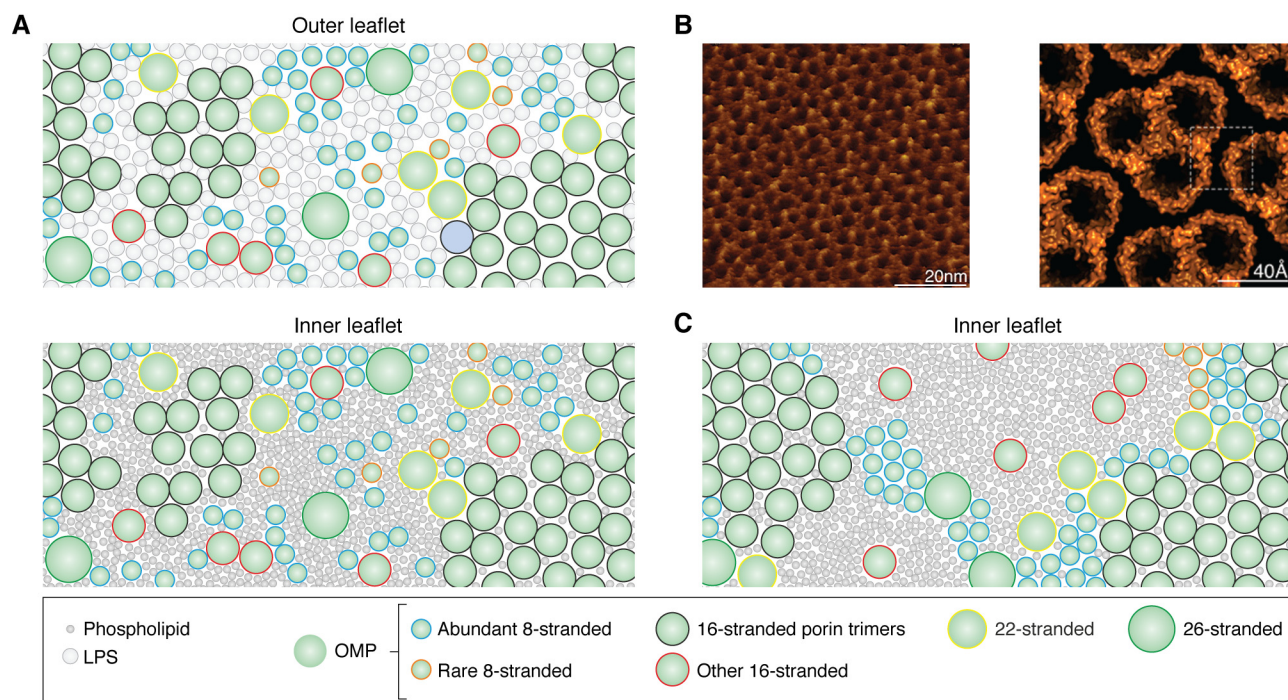 A
Outer leaflet
B
20nm
40Å
Inner leaflet
C
Inner leaflet
Phospholipid
LPS
OMP
Abundant 8-stranded
Rare 8-stranded
16-stranded porin trimers
Other 16-stranded
22-stranded
26-stranded